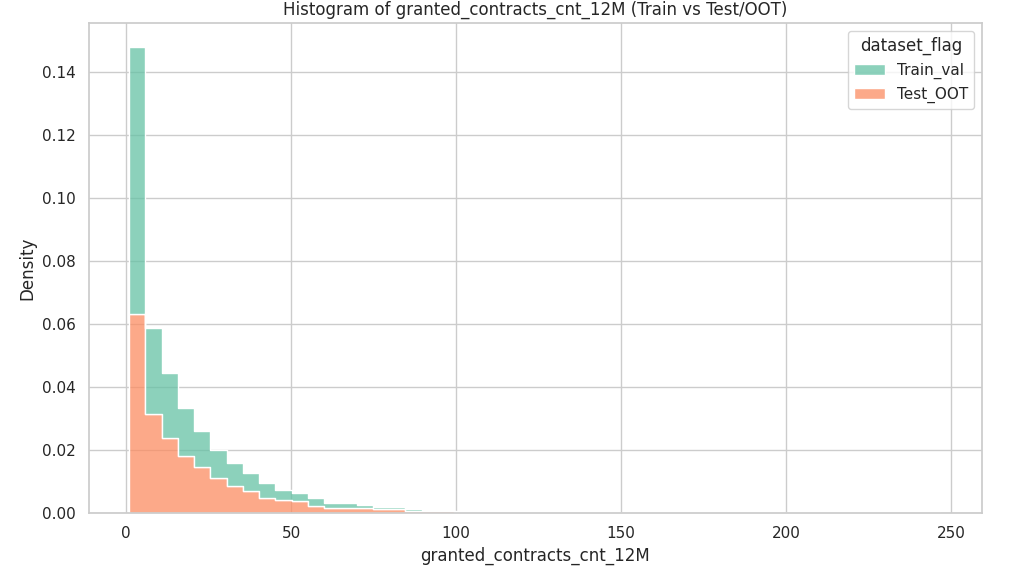 Histogram of granted_contracts_cnt_12M (Train vs Test/OOT)
dataset_flag
Train_val
Test_OOT
Density
0.14
0.12
0.10
0.08
0.06
0.04
0.02
0.00
0 50 100 150 200 250
granted_contracts_cnt_12M